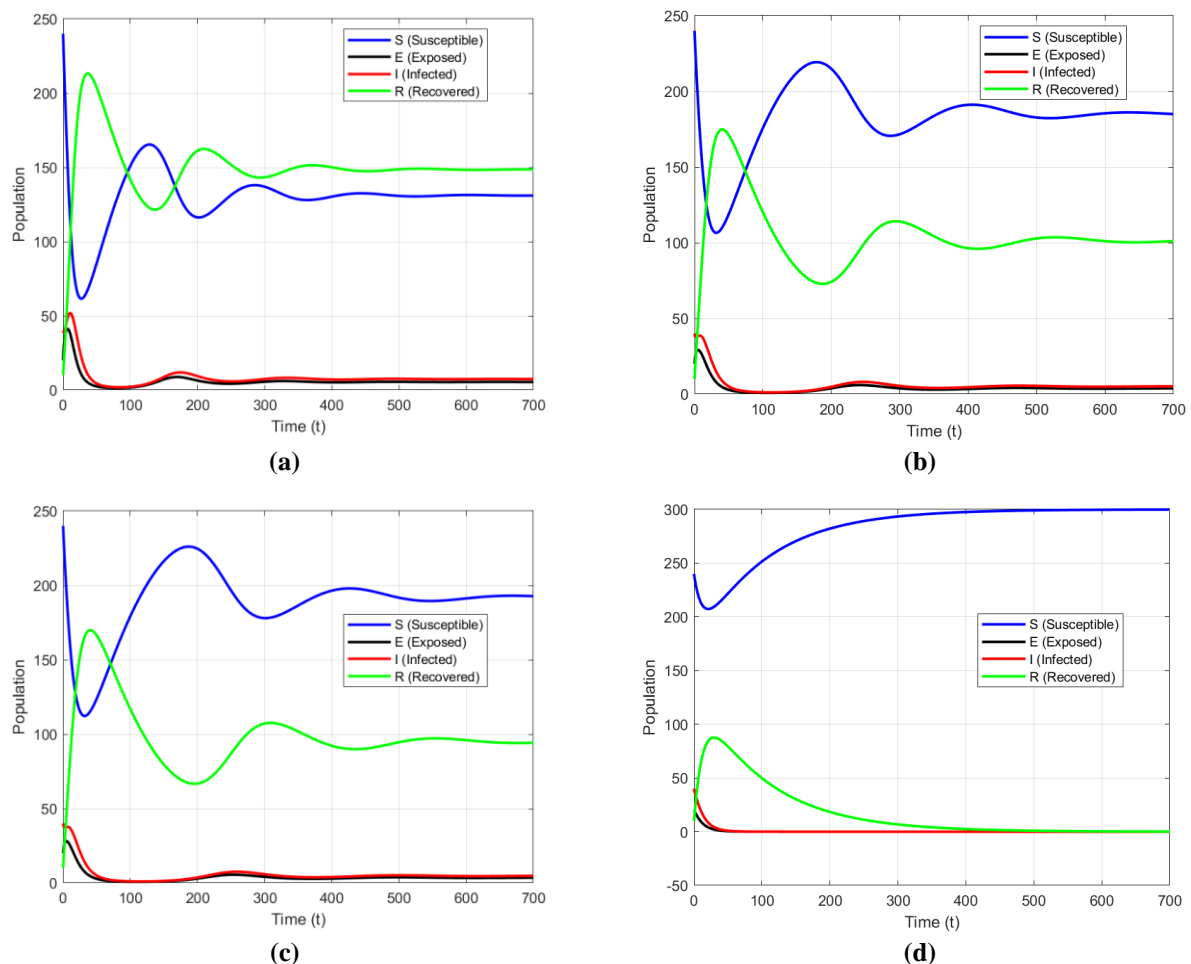 250
200
150
100
50
0
Population
S (Susceptible)
E (Exposed)
I (Infected)
R (Recovered)
0 100 200 300 400 500 600 700
Time (t)
(a)
250
200
150
100
50
0
Population
S (Susceptible)
E (Exposed)
I (Infected)
R (Recovered)
0 100 200 300 400 500 600 700
Time (t)
(b)
250
200
150
100
50
0
Population
S (Susceptible)
E (Exposed)
I (Infected)
R (Recovered)
0 100 200 300 400 500 600 700
Time (t)
(c)
300
250
200
150
100
50
0
-50
Population
S (Susceptible)
E (Exposed)
I (Infected)
R (Recovered)
0 100 200 300 400 500 600 700
Time (t)
(d)